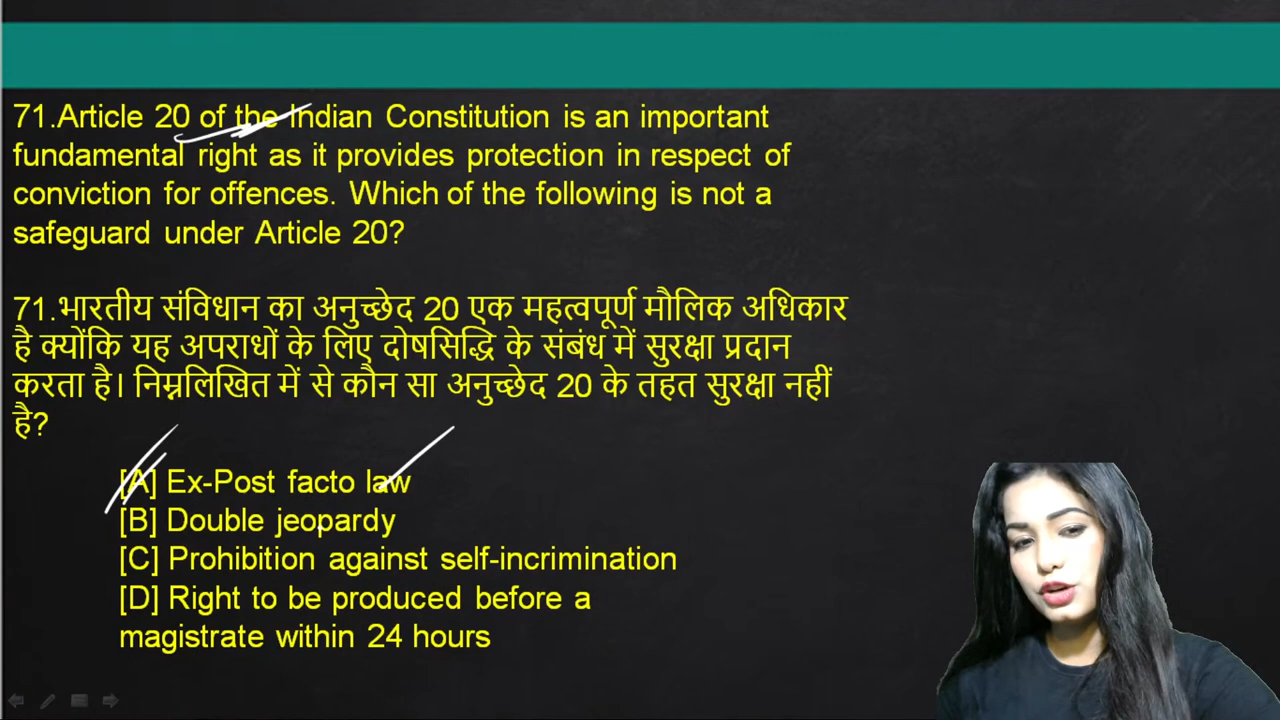 71.Article 20 of the Indian Constitution is an important
fundamental right as it provides protection in respect of
conviction for offences. Which of the following is not a
safeguard under Article 20?
71.भारतीय संविधान का अनुच्छेद 20 एक महत्वपूर्ण मौलिक अधिकार
है क्योंकि यह अपराधों के लिए दोषसिद्धि के संबंध में सुरक्षा प्रदान
करता है। निम्नलिखित में से कौन सा अनुच्छेद 20 के तहत सुरक्षा नहीं
है?
[A] Ex-Post facto law
[B] Double jeopardy
[C] Prohibition against self-incrimination
[D] Right to be produced before a
magistrate within 24 hours